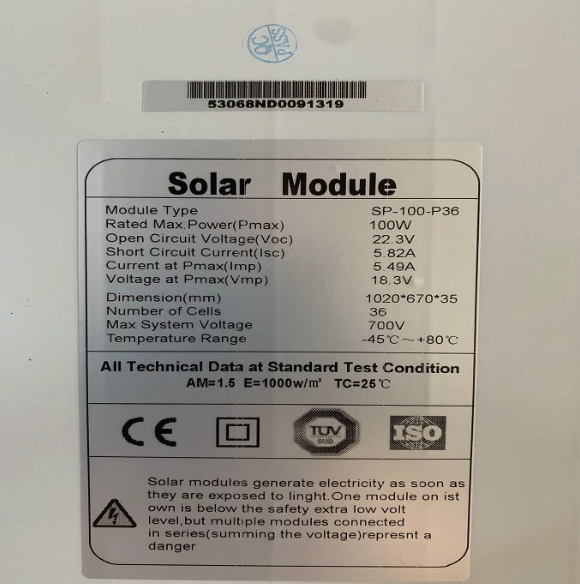 QC
PASS
53068ND0091319
Solar Module
Module Type SP-100-P36
Rated Max.Power(Pmax) 100W
Open Circuit Voltage(Voc) 22.3V
Short Circuit Current(Isc) 5.82A
Current at Pmax(Imp) 5.49A
Voltage at Pmax(Vmp) 18.3V
Dimension(mm) 1020*670*35
Number of Cells 36
Max System Voltage 700V
Temperature Range -45℃～+80℃
All Technical Data at Standard Test Condition
AM=1.5 E=1000w/㎡ TC=25℃
CE TÜV ISO
SÜD
Solar modules generate electricity as soon as
they are exposed to linght.One module on ist
own is below the safety extra low volt
level,but multiple modules connected
in series(summing the voltage)represnt a
danger